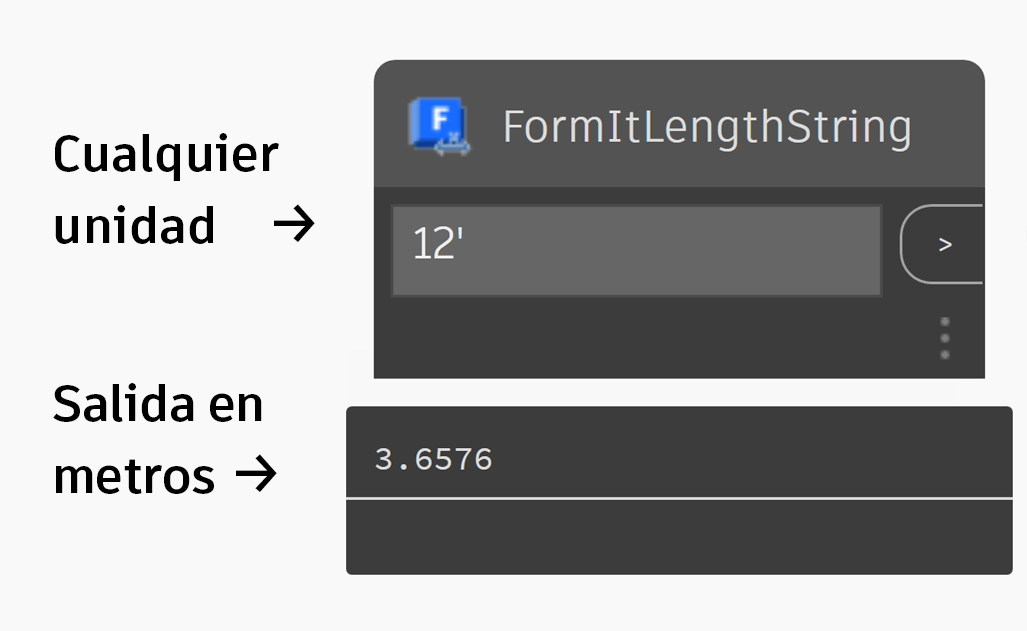 Cualquier
unidad →
F
FormItLengthString
12'
>
Salida en
metros →
3.6576